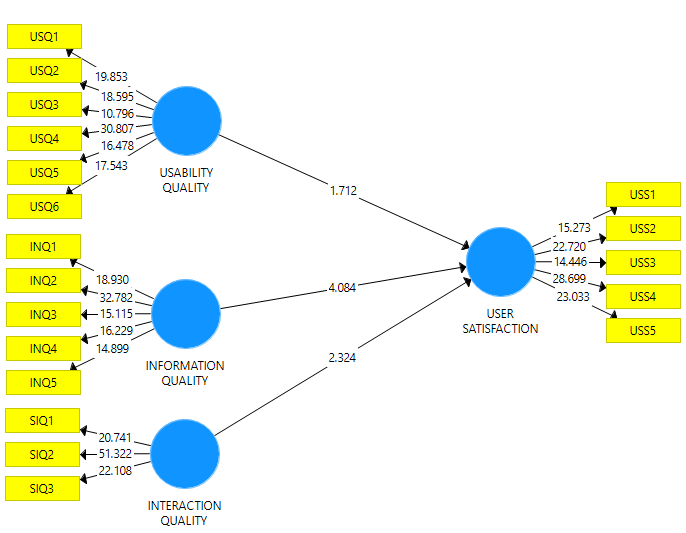 USQ1
USQ2
USQ3
USQ4
USQ5
USQ6
19.853
18.595
10.796
30.807
16.478
17.543
USABILITY
QUALITY
1.712
INQ1
INQ2
INQ3
INQ4
INQ5
18.930
32.782
15.115
16.229
14.899
INFORMATION
QUALITY
4.084
SIQ1
SIQ2
SIQ3
20.741
51.322
22.108
INTERACTION
QUALITY
2.324
USER
SATISFACTION
15.273
22.720
14.446
28.699
23.033
USS1
USS2
USS3
USS4
USS5